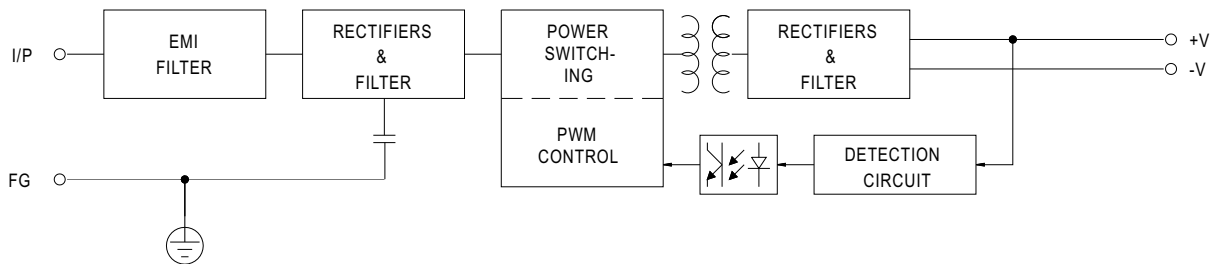 I/P
EMI
FILTER
RECTIFIERS
&
FILTER
POWER
SWITCH-
ING
PWM
CONTROL
RECTIFIERS
&
FILTER
+V
-V
DETECTION
CIRCUIT
FG